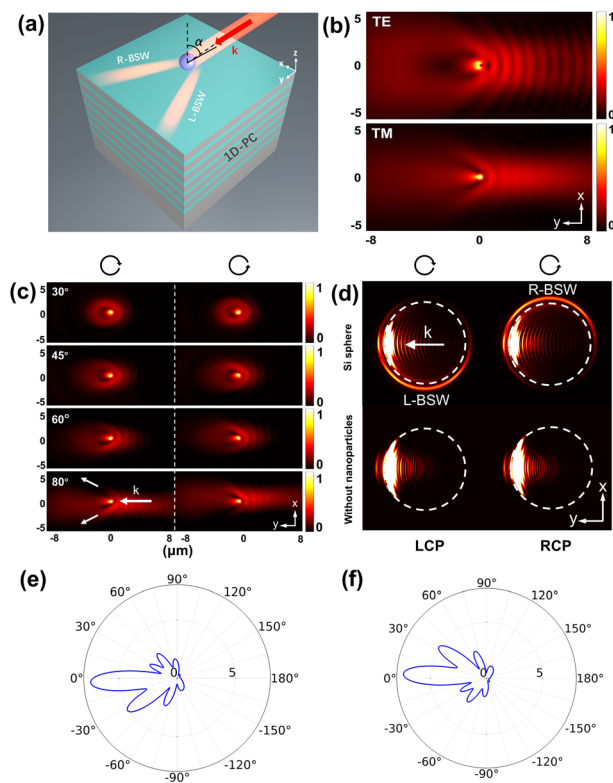 (a)
α
k
R-BSW
L-BSW
z
x
y
1D-PC
(b)
TE
5
0
-5
1
0
TM
5
0
-5
-8
0
8
x
y
1
0
(c)
30°
5
0
-5
1
0
45°
5
0
-5
1
0
60°
5
0
-5
1
0
80°
5
0
-5
k
x
y
1
0
-8 0 8 -8 0 8
(μm)
(d)
Si sphere
k
L-BSW
R-BSW
Without nanoparticles
x
y
LCP RCP
(e)
90°
60° 120°
30° 150°
0° 0 5 180°
-30° -150°
-60° -120°
-90°
(f)
90°
60° 120°
30° 150°
0° 0 5 180°
-30° -150°
-60° -120°
-90°